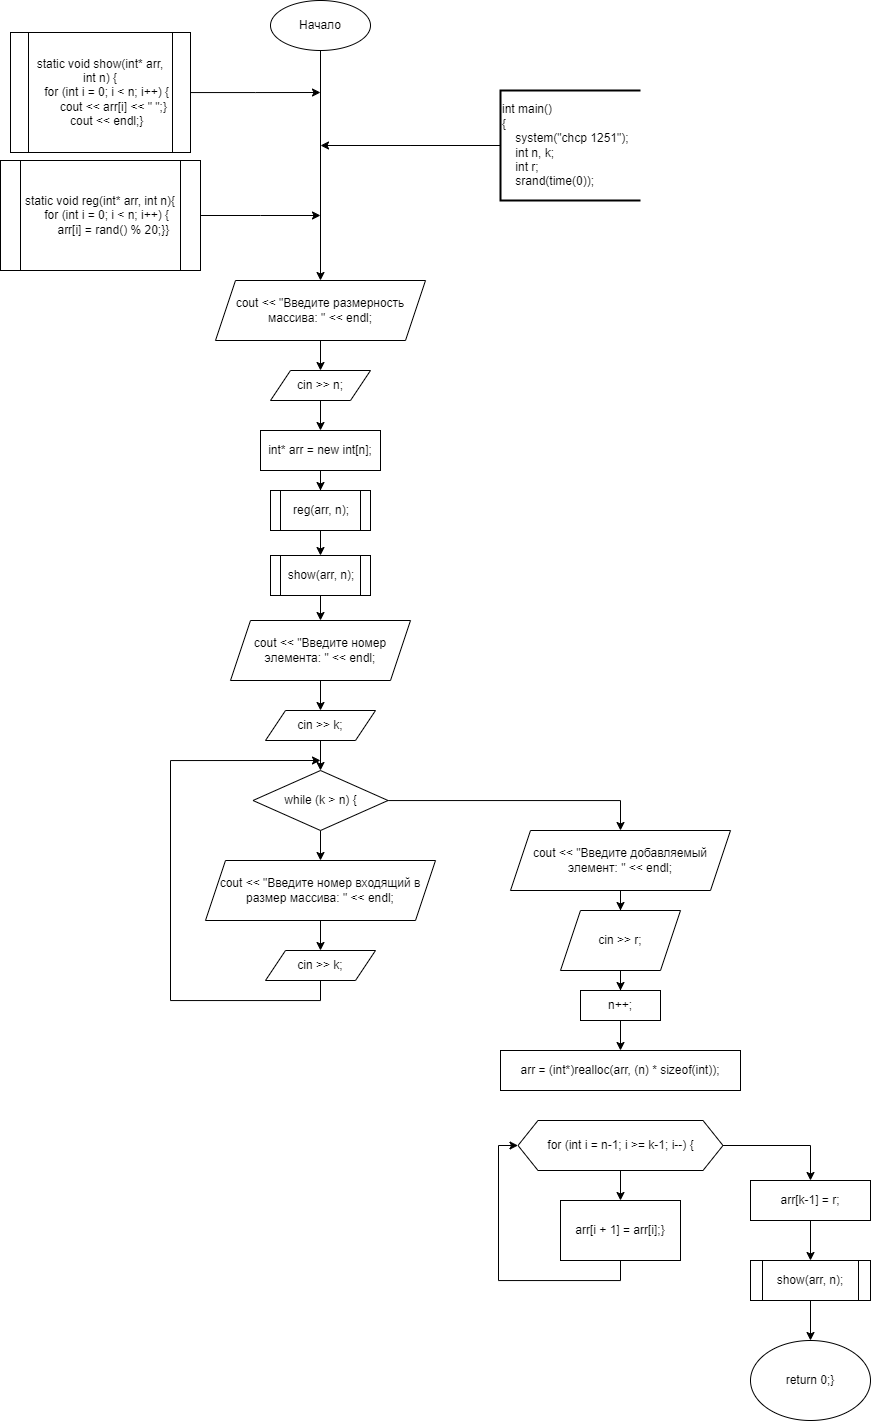 Начало
static void show(int* arr,
int n) {
for (int i = 0; i < n; i++) {
cout << arr[i] << " ";}
cout << endl;}
int main()
{
system("chcp 1251");
int n, k;
int r;
srand(time(0));
static void reg(int* arr, int n){
for (int i = 0; i < n; i++) {
arr[i] = rand() % 20;}}
cout << "Введите размерность
массива: " << endl;
cin >> n;
int* arr = new int[n];
reg(arr, n);
show(arr, n);
cout << "Введите номер
элемента: " << endl;
cin >> k;
while (k > n) {
cout << "Введите номер входящий в
размер массива: " << endl;
cin >> k;
cout << "Введите добавляемый
элемент: " << endl;
cin >> r;
n++;
arr = (int*)realloc(arr, (n) * sizeof(int));
for (int i = n-1; i >= k-1; i--) {
arr[i + 1] = arr[i];}
arr[k-1] = r;
show(arr, n);
return 0;}